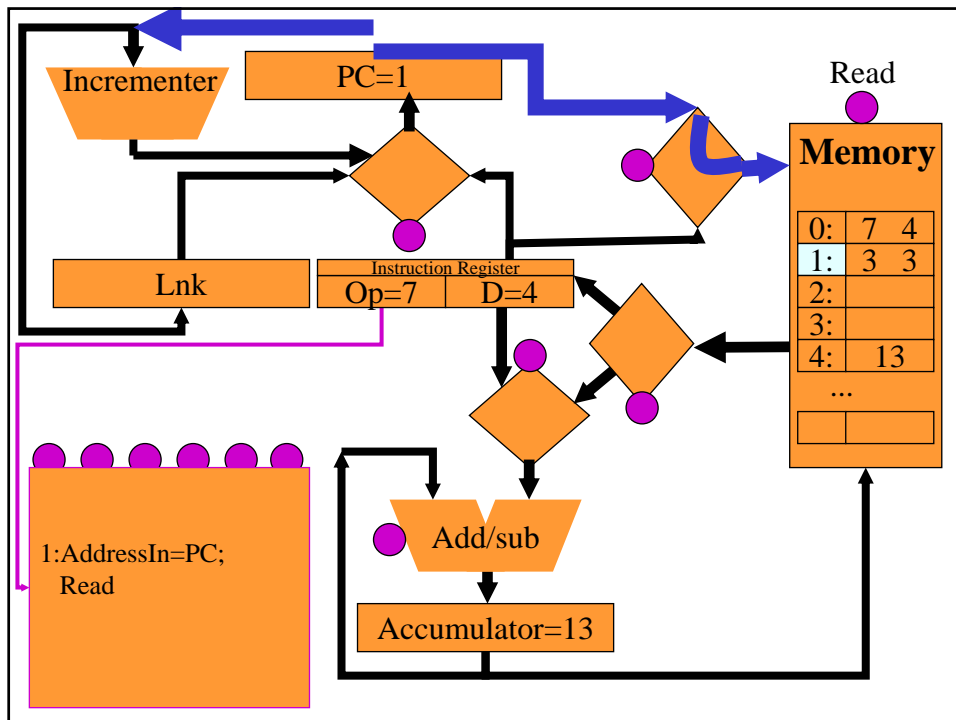 Incrementer
PC=1
Read
Memory
0: 7 4
1: 3 3
2:
3:
4: 13
...
Lnk
Instruction Register
Op=7 D=4
Add/sub
Accumulator=13
1:AddressIn=PC;
Read